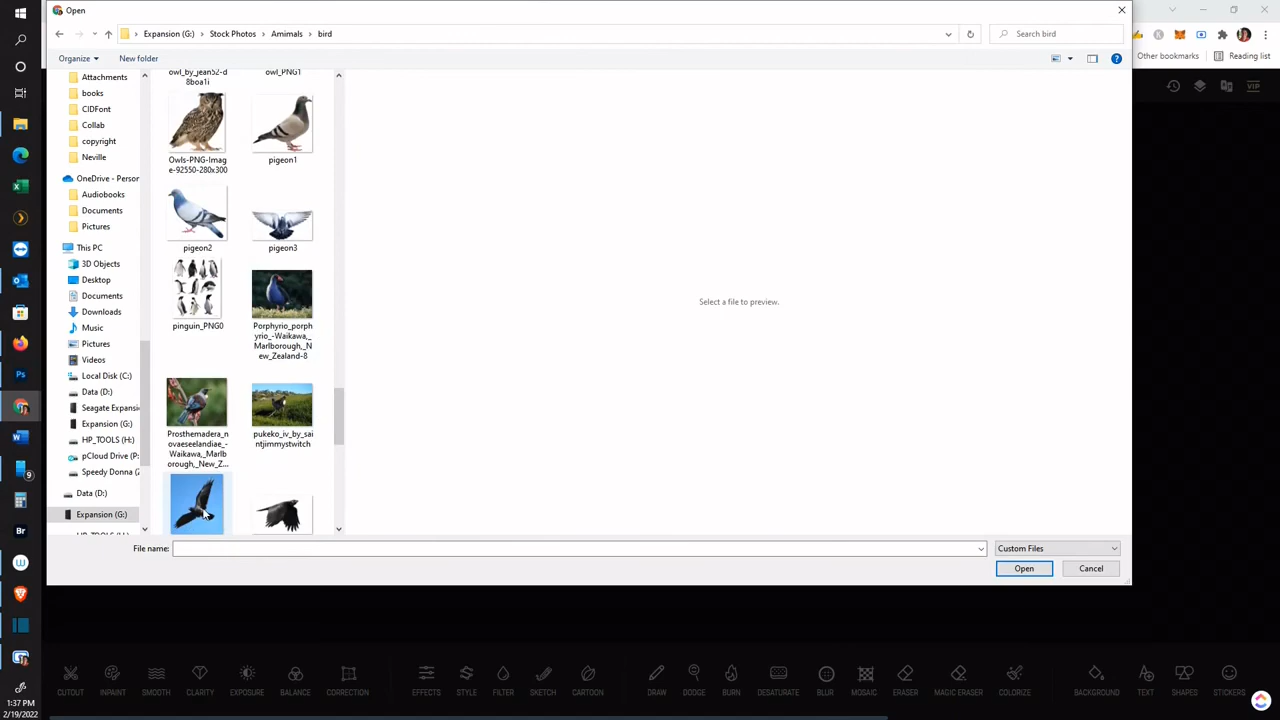 Open
Expansion (G:) > Stock Photos > Amimals > bird
Search bird
Organize
New folder
Other bookmarks
Reading list
Attachments
books
CIDFont
Collab
copyright
Neville
OneDrive - Person
Audiobooks
Documents
Pictures
This PC
3D Objects
Desktop
Documents
Downloads
Music
Pictures
Videos
Local Disk (C:)
Data (D:)
Seagate Expansi
Expansion (G:)
HP_TOOLS (H:)
pCloud Drive (P:
Speedy Donna (Z
Data (D:)
Expansion (G:)
owl_by_jean52-d
8boa1i
owl_PNG1
Owls-PNG-Imag
e-92550-280x300
pigeon1
pigeon2
pigeon3
pinguin_PNG0
Porphyrio_porph
yrio_-Waikawa,_
Marlborough,_N
ew_Zealand-8
Prosthemadera_n
ovaeseelandiae_-
Waikawa,_Marlb
orough,_New_Z...
pukeko_iv_by_sai
ntjimmystwitch
Select a file to preview.
File name:
Custom Files
Open
Cancel
VIP
CUTOUT
INPAINT
SMOOTH
CLARITY
EXPOSURE
BALANCE
CORRECTION
EFFECTS
STYLE
FILTER
SKETCH
CARTOON
DRAW
DODGE
BURN
DESATURATE
BLUR
MOSAIC
ERASER
MAGIC ERASER
COLORIZE
BACKGROUND
TEXT
SHAPES
STICKERS
9
1:37 PM
2/19/2022